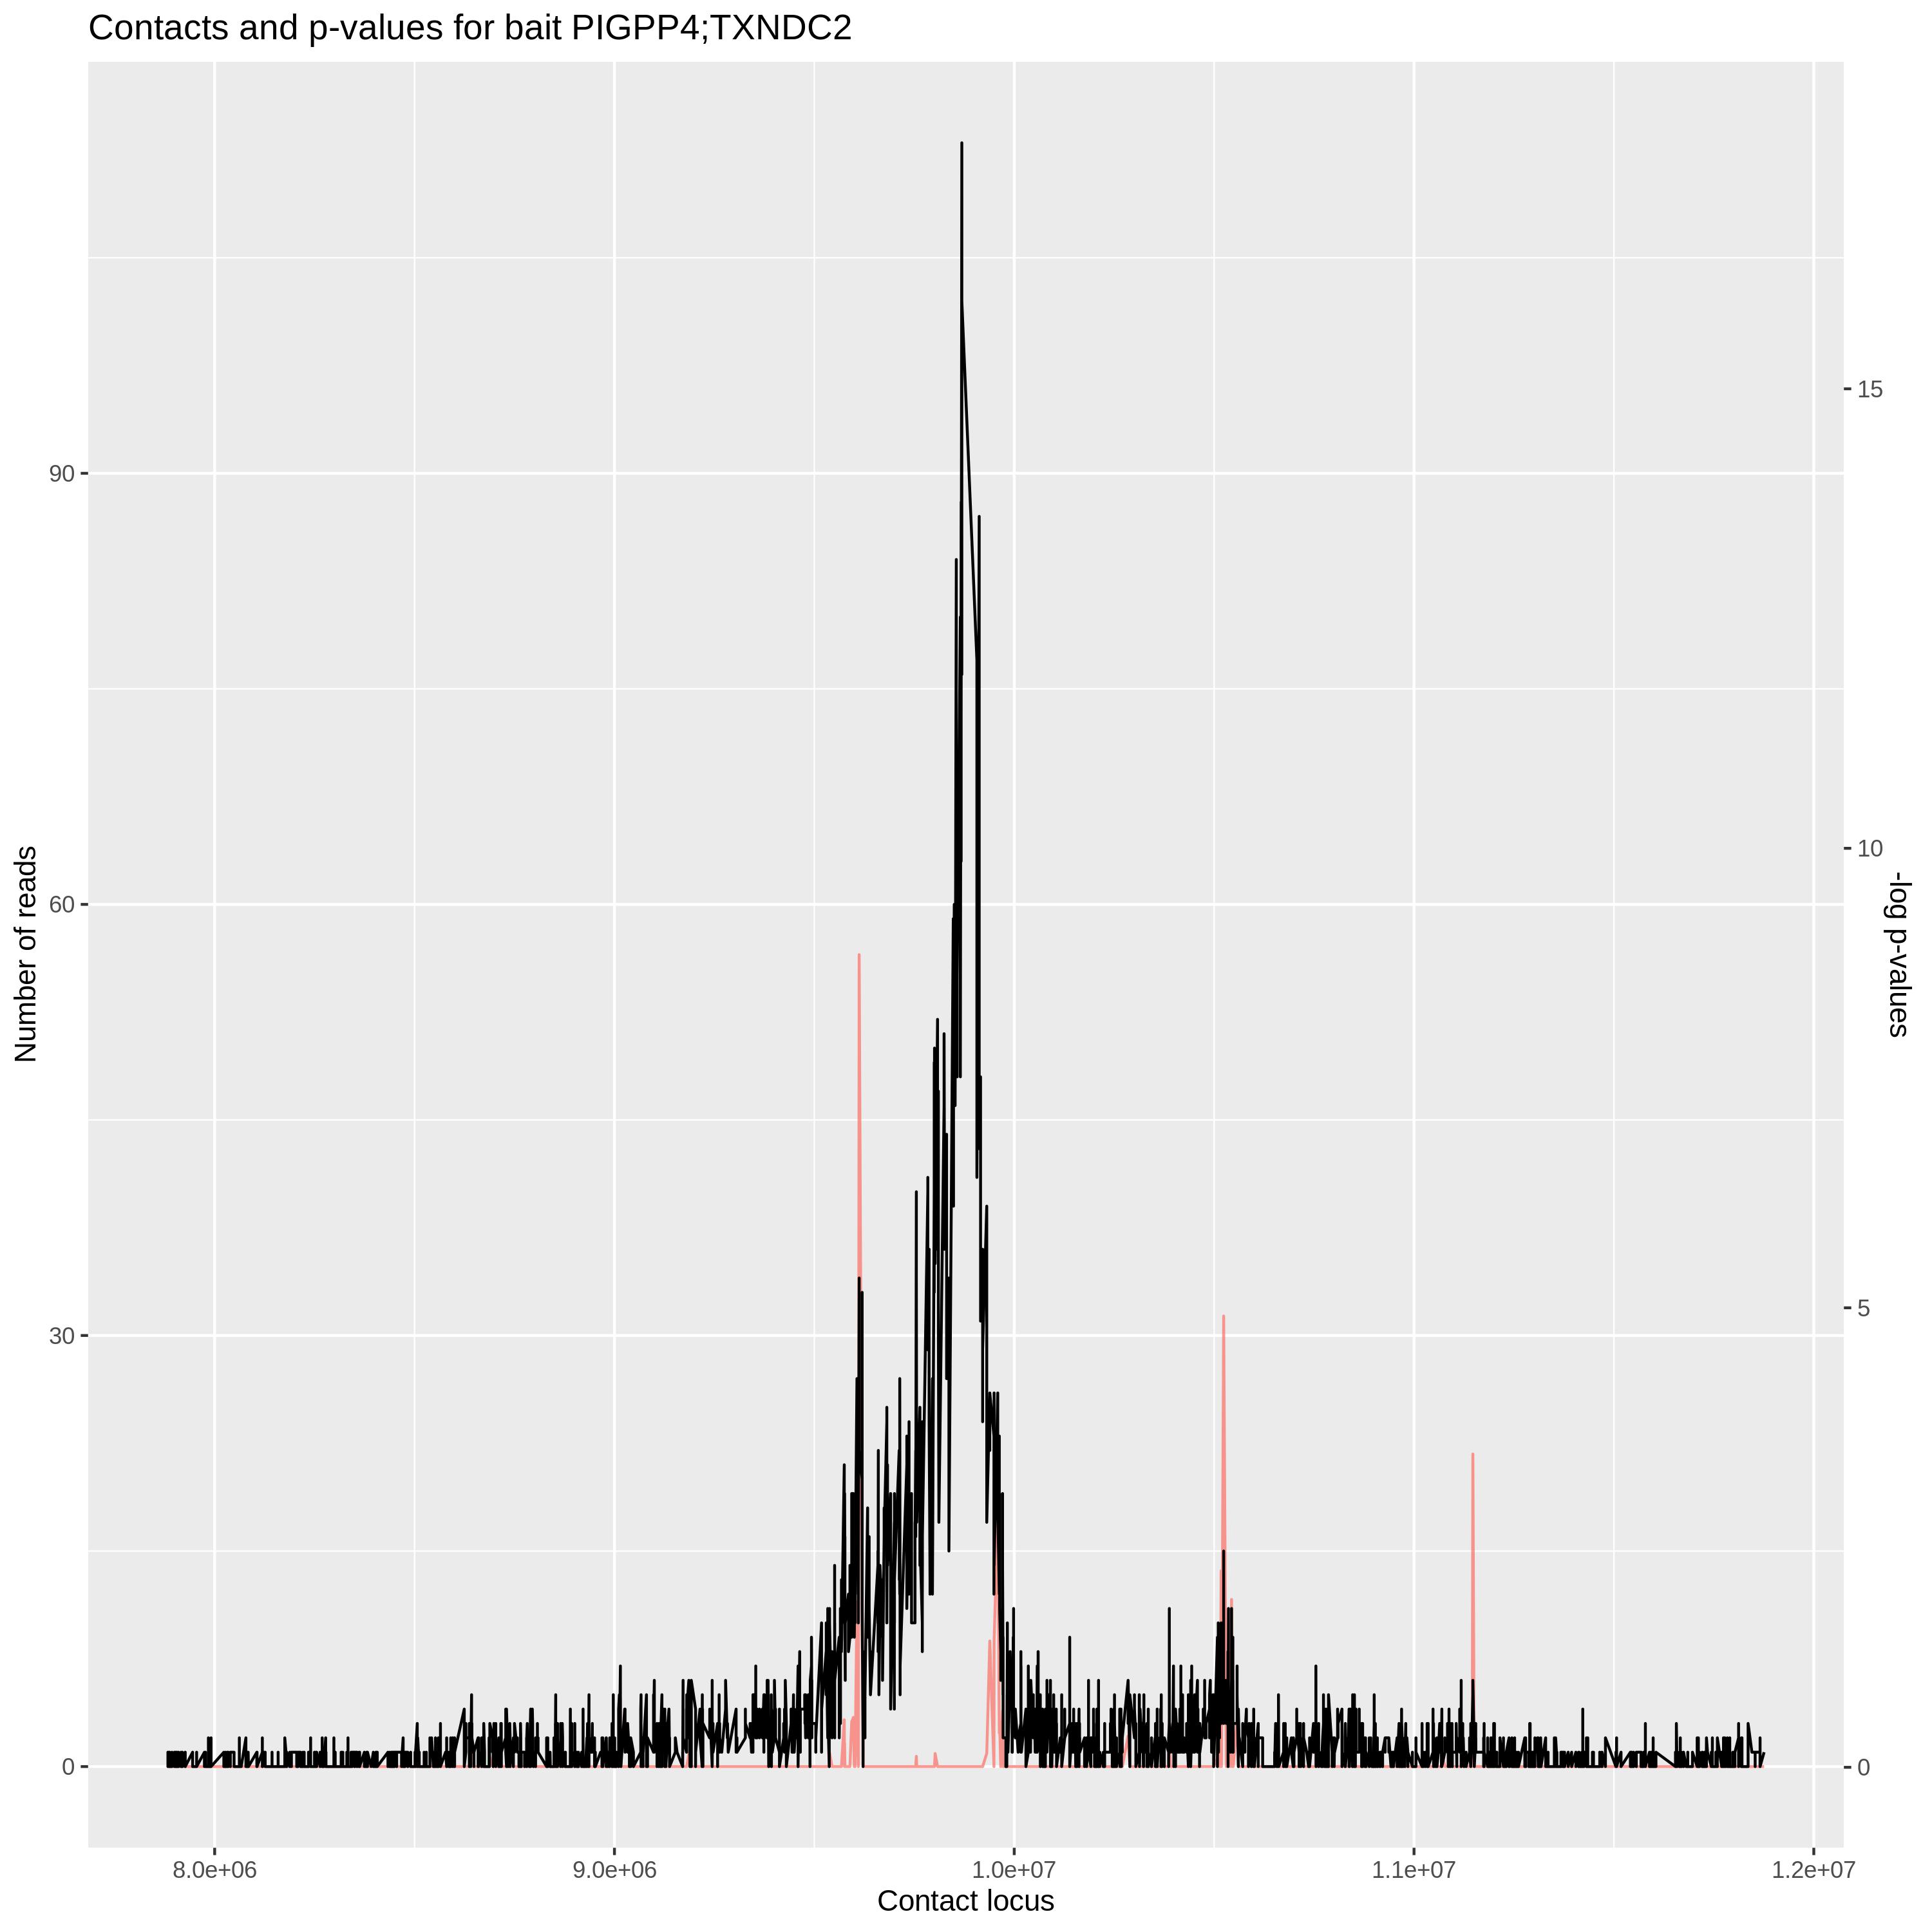 Contacts and p-values for bait PIGPP4;TXNDC2
90
60
30
0
15
10
5
0
Number of reads
-log p-values
8.0e+06
9.0e+06
1.0e+07
1.1e+07
1.2e+07
Contact locus